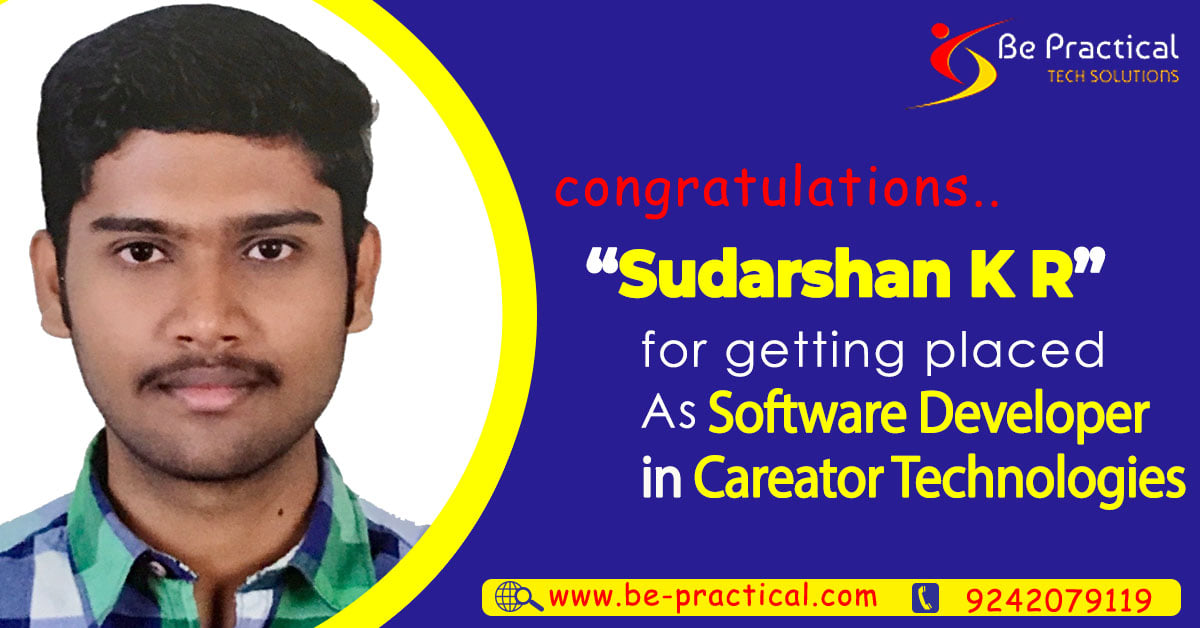 Be Practical
TECH SOLUTIONS
congratulations..
“Sudarshan K R”
for getting placed
As Software Developer
in Careator Technologies
www.be-practical.com 9242079119